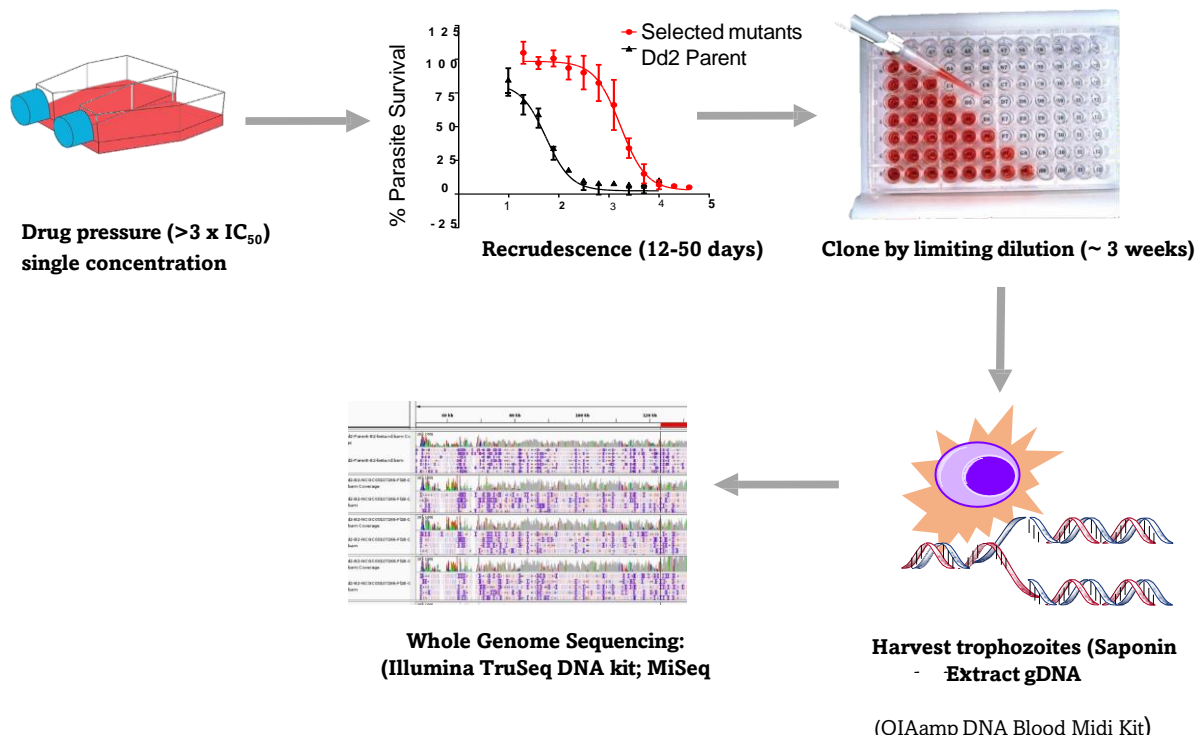 Selected mutants
Dd2 Parent
% Parasite Survival
125
100
75
50
25
0
-25
1 2 3 4 5
Drug pressure (>3 x IC₅₀)
single concentration
Recrudescence (12-50 days)
Clone by limiting dilution (~ 3 weeks)
Whole Genome Sequencing:
(Illumina TruSeq DNA kit; MiSeq
Harvest trophozoites (Saponin
- -Extract gDNA
(QIAamp DNA Blood Midi Kit)